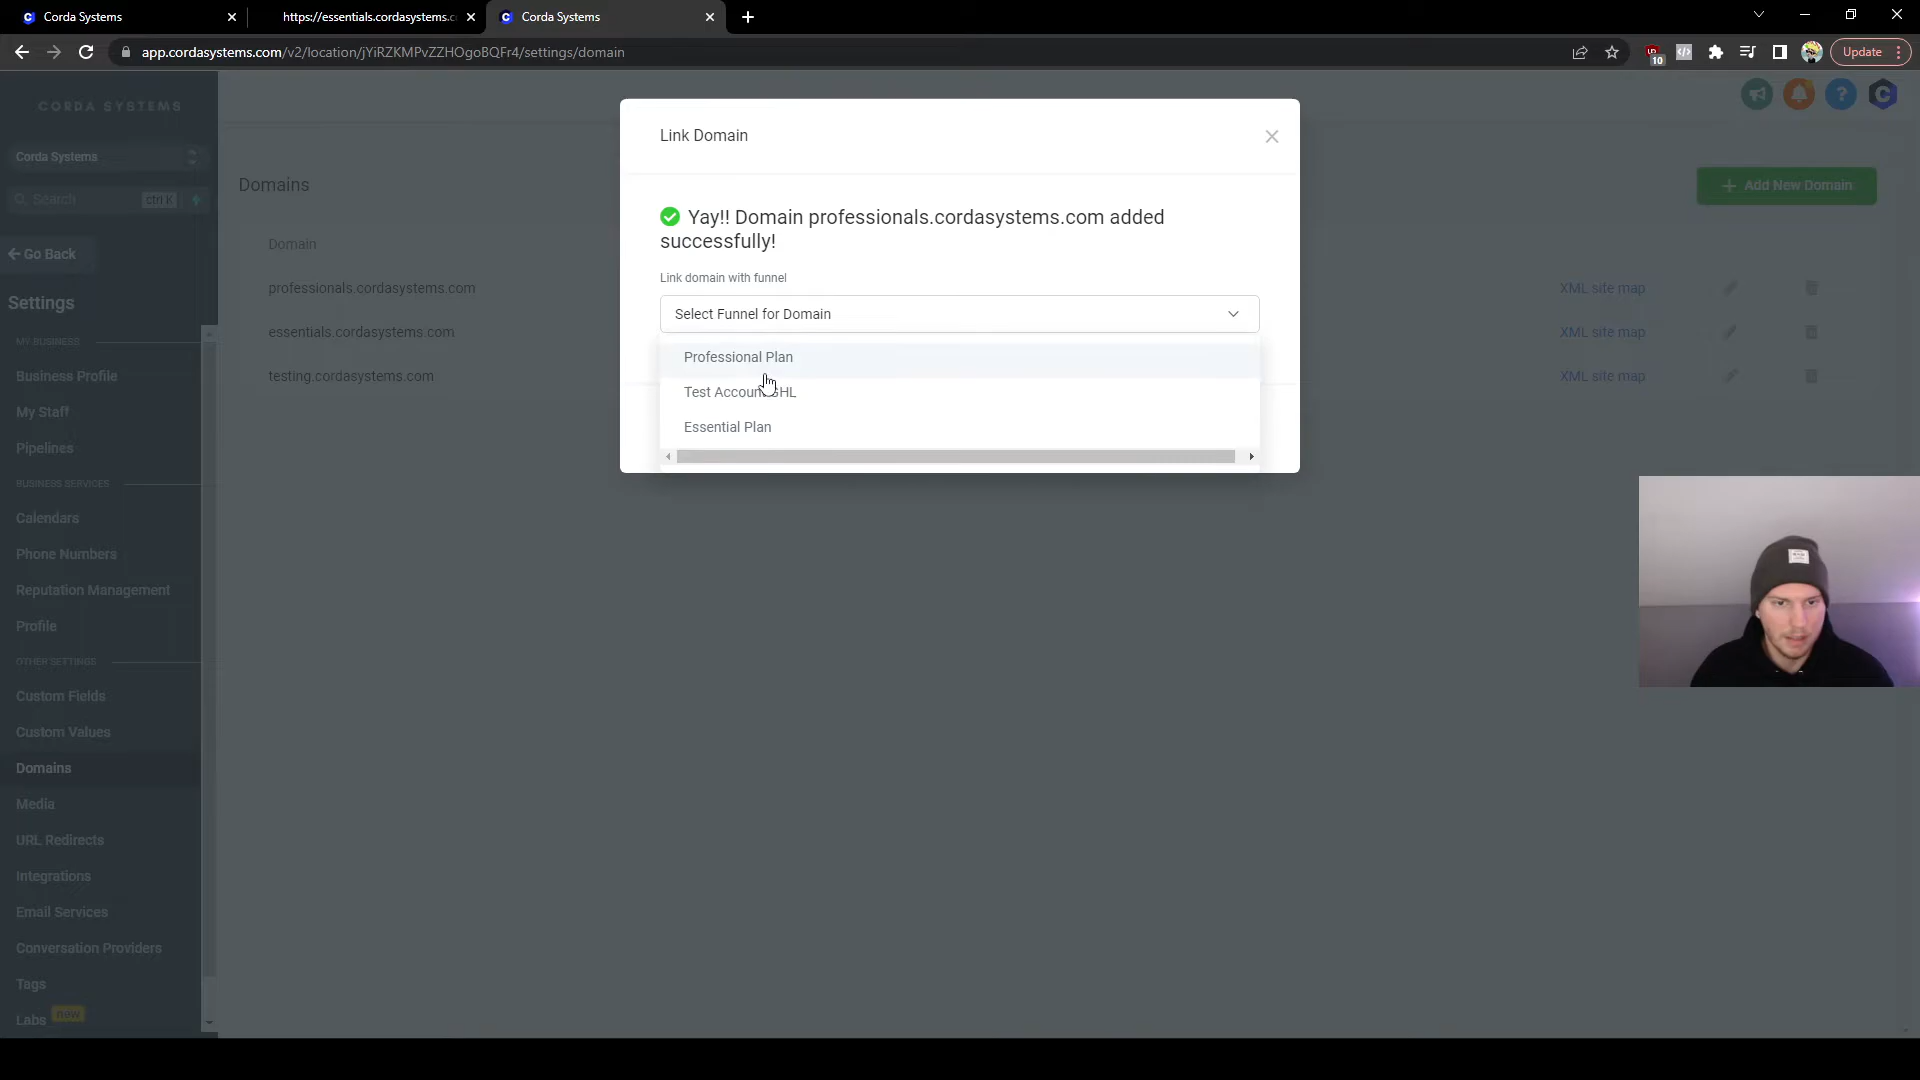 Corda Systems
https://essentials.cordasystems.c
Corda Systems
app.cordasystems.com/v2/location/jYiRZKMPvZZHOgoBQFr4/settings/domain
10
Update
CORDA SYSTEMS
Corda Systems
Search
ctrl K
Go Back
Settings
MY BUSINESS
Business Profile
My Staff
Pipelines
BUSINESS SERVICES
Calendars
Phone Numbers
Reputation Management
Profile
OTHER SETTINGS
Custom Fields
Custom Values
Domains
Media
URL Redirects
Integrations
Email Services
Conversation Providers
Tags
Labs
new
Domains
Add New Domain
Domain
professionals.cordasystems.com
XML site map
essentials.cordasystems.com
XML site map
testing.cordasystems.com
XML site map
Link Domain
Yay!! Domain professionals.cordasystems.com added
successfully!
Link domain with funnel
Select Funnel for Domain
Professional Plan
Test Account GHL
Essential Plan